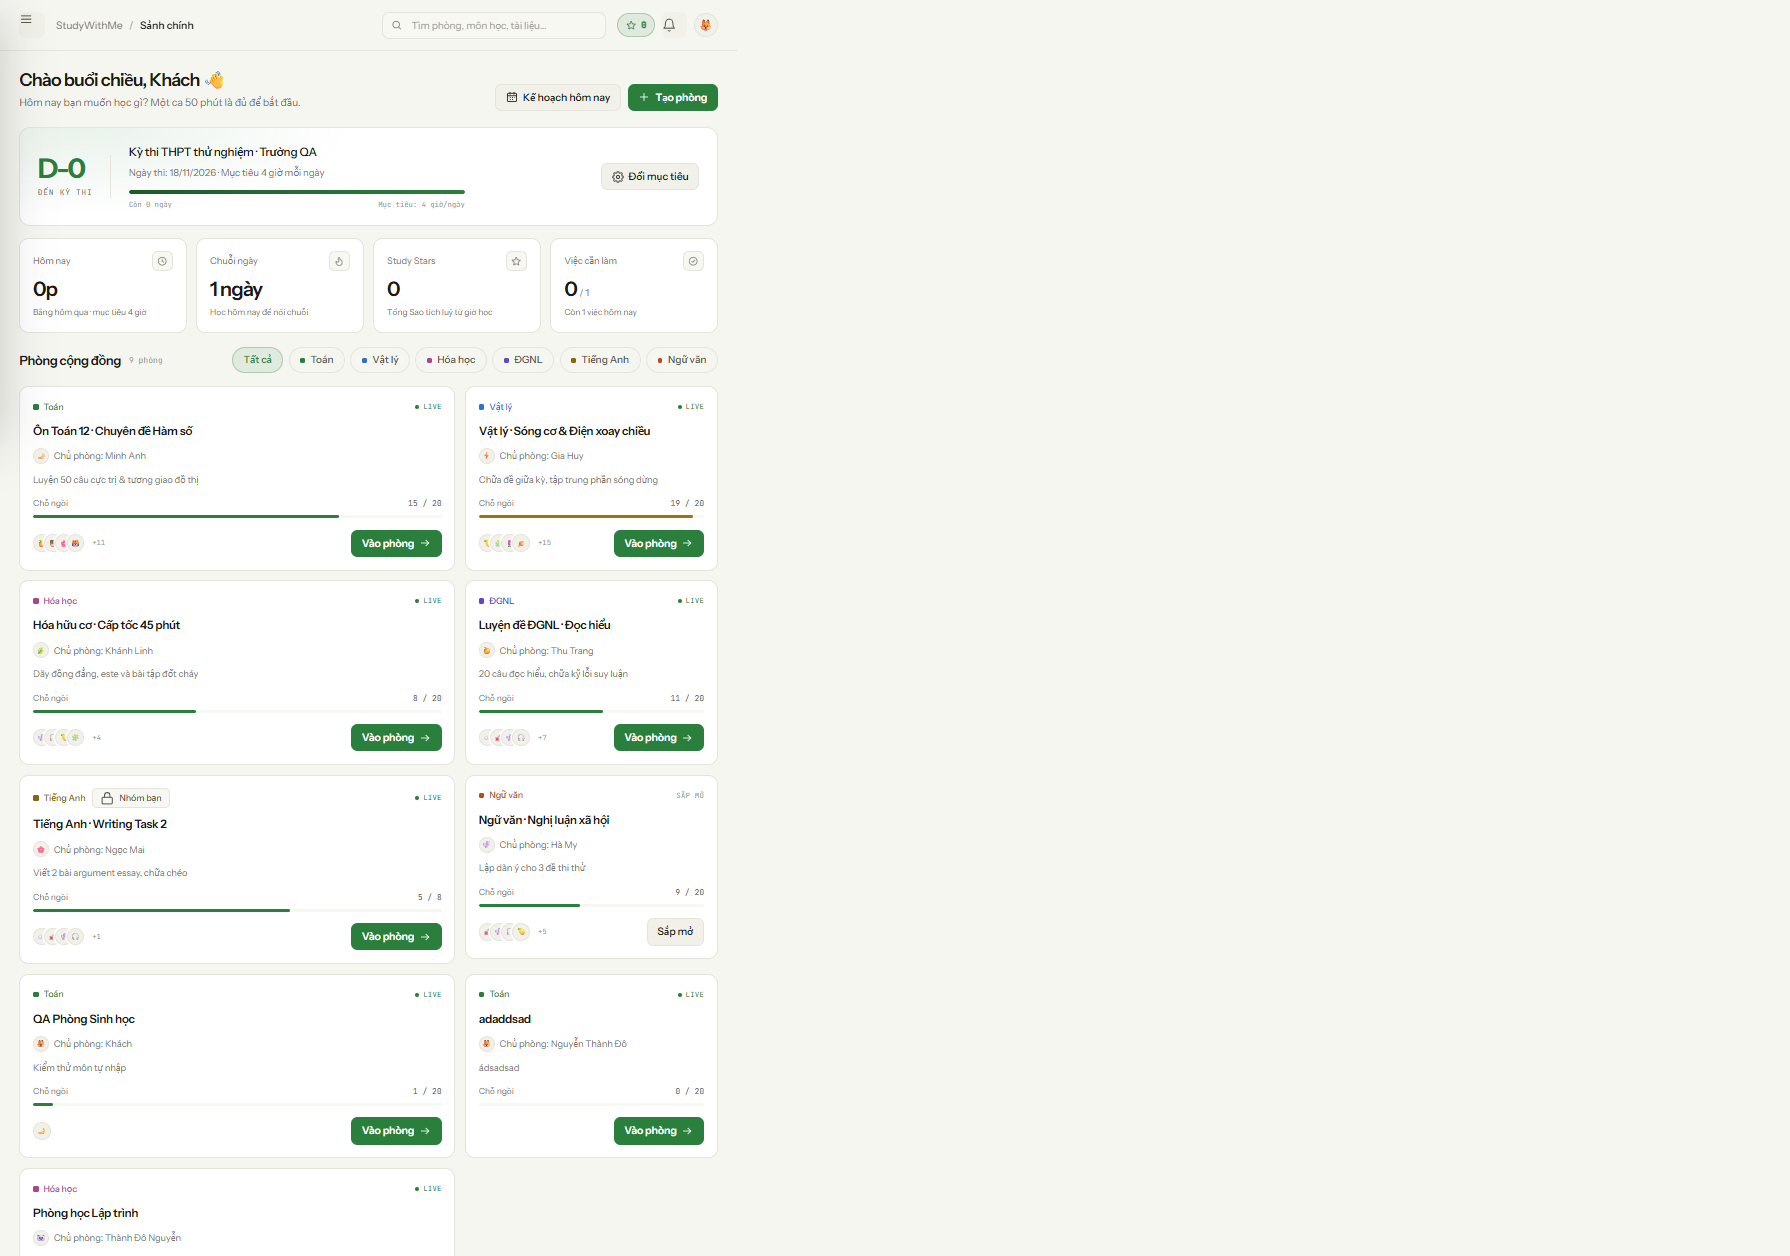 StudyWithMe / Sảnh chính
Tìm phòng, môn học, tài liệu...
0
Chào buổi chiều, Khách 👋
Hôm nay bạn muốn học gì? Một ca 50 phút là đủ để bắt đầu.
Kế hoạch hôm nay
+ Tạo phòng
D-0
ĐẾN KỲ THI
Kỳ thi THPT thử nghiệm · Trường QA
Ngày thi: 18/11/2026 · Mục tiêu 4 giờ mỗi ngày
Còn 0 ngày
Mục tiêu: 4 giờ/ngày
Đổi mục tiêu
Hôm nay
0p
Bằng hôm qua · mục tiêu 4 giờ
Chuỗi ngày
1 ngày
Học hôm nay để nối chuỗi
Study Stars
0
Tổng Sao tích luỹ từ giờ học
Việc cần làm
0 / 1
Còn 1 việc hôm nay
Phòng cộng đồng 9 phòng
Tất cả
Toán
Vật lý
Hóa học
ĐGNL
Tiếng Anh
Ngữ văn
Toán
LIVE
Ôn Toán 12 · Chuyên đề Hàm số
Chủ phòng: Minh Anh
Luyện 50 câu cực trị & tương giao đồ thị
Chỗ ngồi
15 / 20
+11
Vào phòng →
Vật lý
LIVE
Vật lý · Sóng cơ & Điện xoay chiều
Chủ phòng: Gia Huy
Chữa đề giữa kỳ, tập trung phần sóng dừng
Chỗ ngồi
19 / 20
+15
Vào phòng →
Hóa học
LIVE
Hóa hữu cơ · Cấp tốc 45 phút
Chủ phòng: Khánh Linh
Dãy đồng đẳng, este và bài tập đốt cháy
Chỗ ngồi
8 / 20
+4
Vào phòng →
ĐGNL
LIVE
Luyện đề ĐGNL · Đọc hiểu
Chủ phòng: Thu Trang
20 câu đọc hiểu, chữa kỹ lỗi suy luận
Chỗ ngồi
11 / 20
+7
Vào phòng →
Tiếng Anh
Nhóm bạn
LIVE
Tiếng Anh · Writing Task 2
Chủ phòng: Ngọc Mai
Viết 2 bài argument essay, chữa chéo
Chỗ ngồi
5 / 8
+1
Vào phòng →
Ngữ văn
SẮP MỞ
Ngữ văn · Nghị luận xã hội
Chủ phòng: Hà My
Lập dàn ý cho 3 đề thi thử
Chỗ ngồi
9 / 20
+5
Sắp mở
Toán
LIVE
QA Phòng Sinh học
Chủ phòng: Khách
Kiểm thử môn tự nhập
Chỗ ngồi
1 / 20
Vào phòng →
Toán
LIVE
adaddsad
Chủ phòng: Nguyễn Thành Đô
ádsadsad
Chỗ ngồi
0 / 20
Vào phòng →
Hóa học
LIVE
Phòng học Lập trình
Chủ phòng: Thành Đô Nguyễn